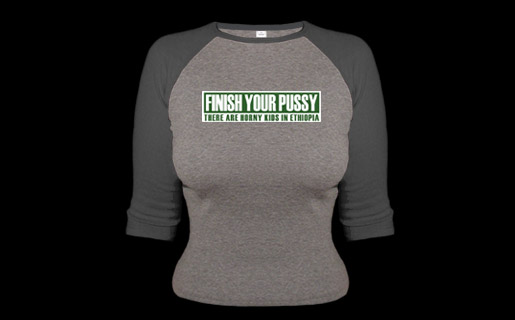 FINISH YOUR PUSSY
THERE ARE HORNY KIDS IN ETHIOPIA